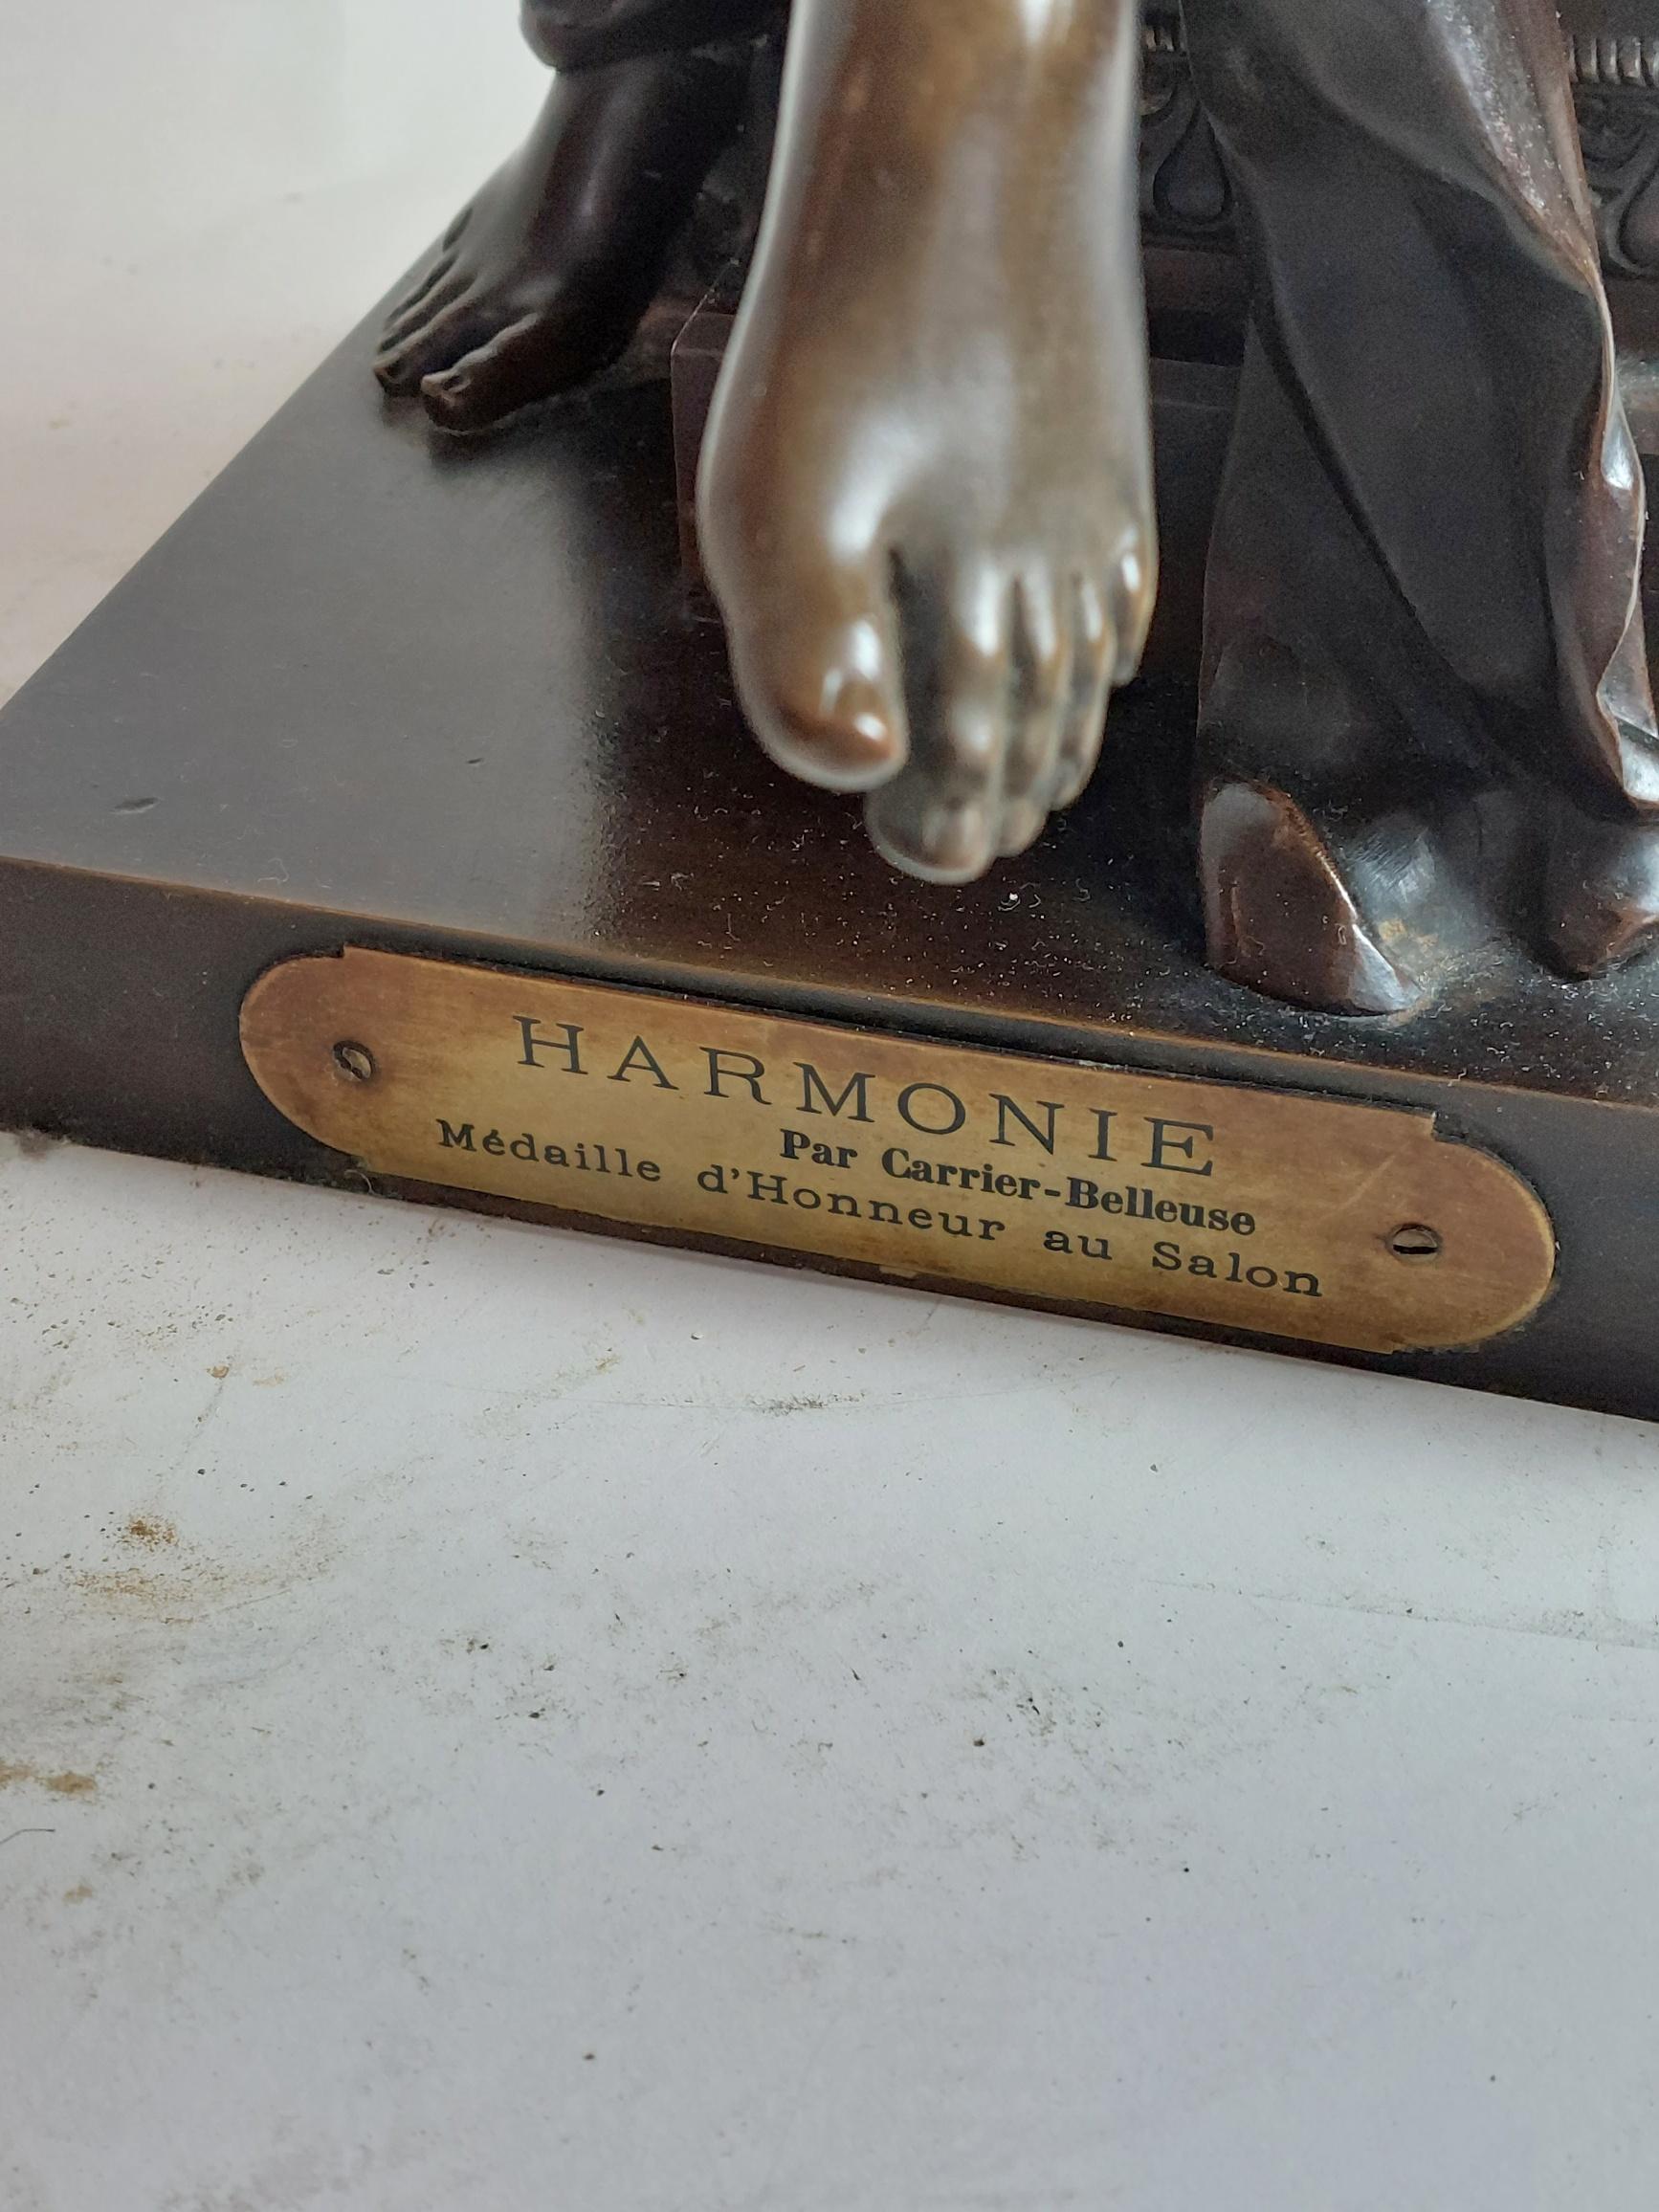 HARMONIE
Par Carrier-Belleuse
Médaille d'Honneur au Salon